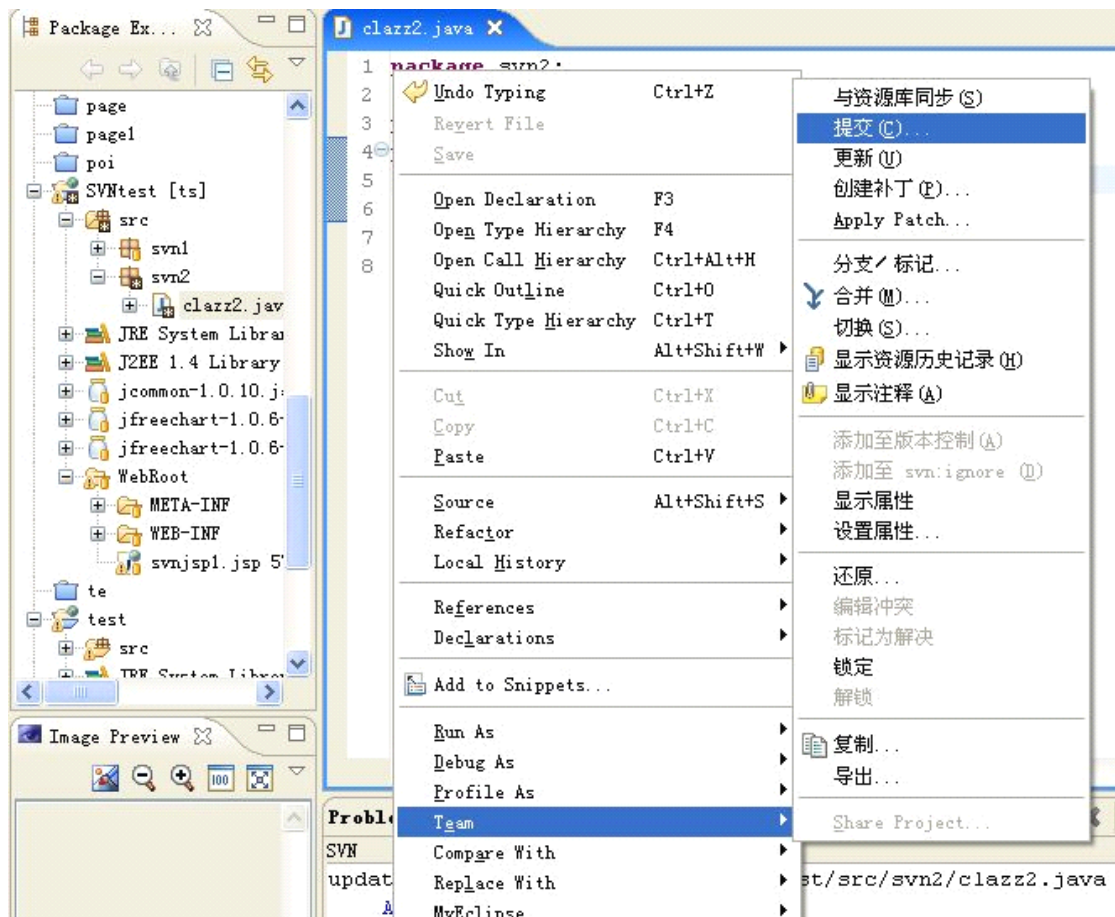 Package Ex...
page
page1
poi
SVNtest [ts]
src
svn1
svn2
clazz2.jav
JRE System Librar
J2EE 1.4 Library
jcommon-1.0.10.j
jfreechart-1.0.6-
jfreechart-1.0.6-
WebRoot
META-INF
WEB-INF
svnjsp1.jsp 5
te
test
src
JRE System Librar
Image Preview
100
clazz2.java
1 package svn2;
2
3
4
5
6
7
8
Undo Typing Ctrl+Z
Revert File
Save
Open Declaration F3
Open Type Hierarchy F4
Open Call Hierarchy Ctrl+Alt+H
Quick Outline Ctrl+O
Quick Type Hierarchy Ctrl+T
Show In Alt+Shift+W
Cut Ctrl+X
Copy Ctrl+C
Paste Ctrl+V
Source Alt+Shift+S
Refactor
Local History
References
Declarations
Add to Snippets...
Run As
Debug As
Profile As
Team
Compare With
Replace With
MyEclipse
与资源库同步(S)
提交(C)...
更新(U)
创建补丁(P)...
Apply Patch...
分支/标记...
合并(M)...
切换(S)...
显示资源历史记录(H)
显示注释(A)
添加至版本控制(A)
添加至 svn:ignore (D)
显示属性
设置属性...
还原...
编辑冲突
标记为解决
锁定
解锁
复制...
导出...
Share Project...
Proble
SVN
updat st/src/svn2/clazz2.java
A